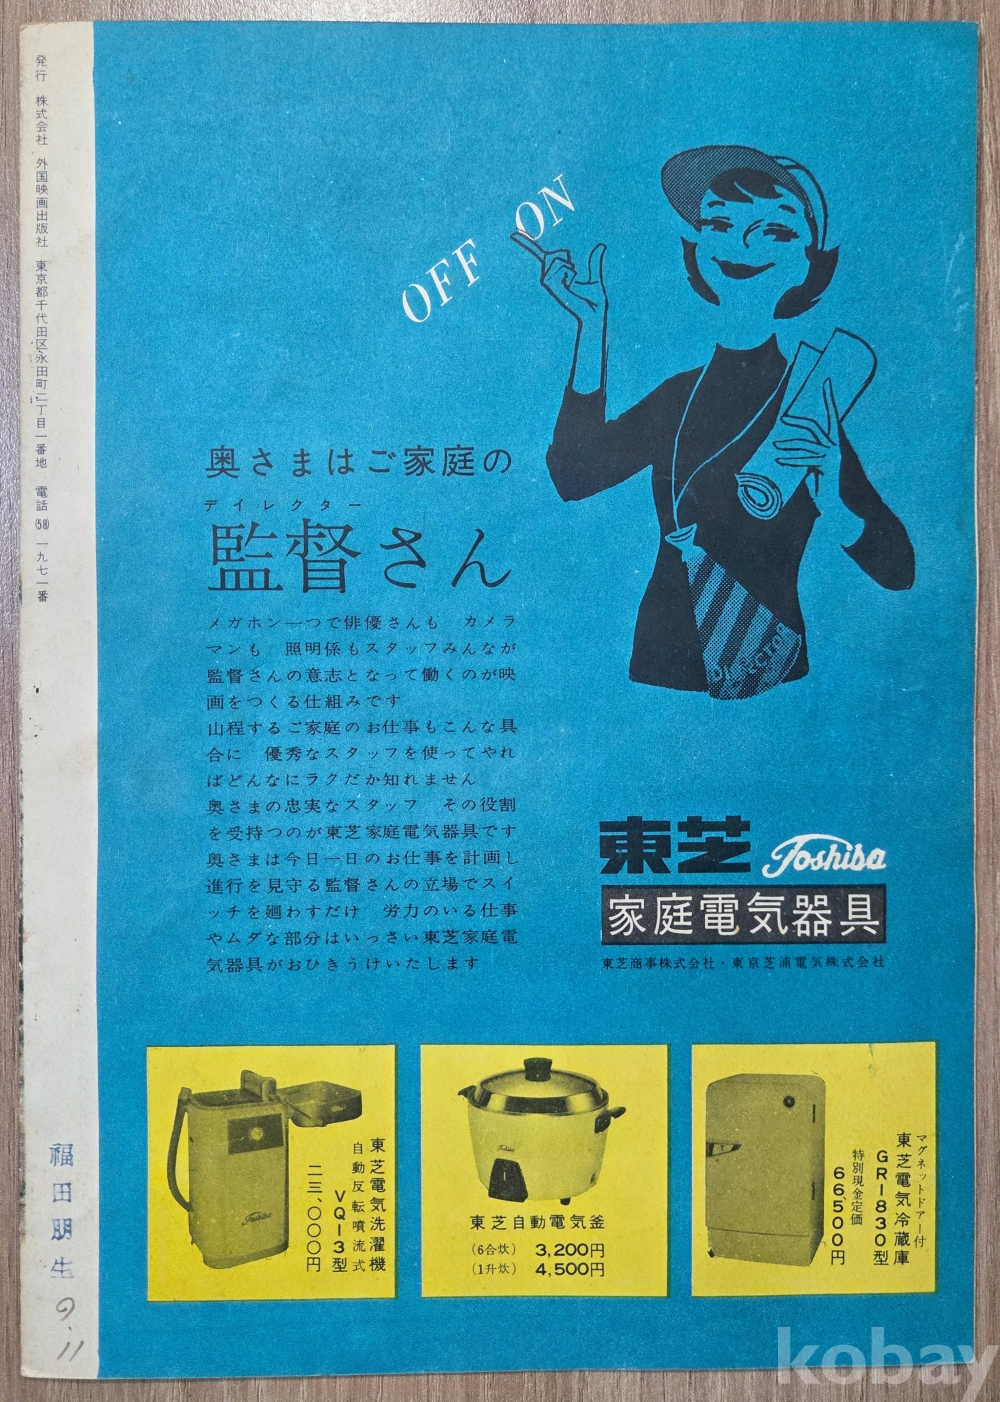 発行 株式会社 外国映画出版社 東京都千代田区永田町二丁目一番地 電話(58)一九七一番
OFF ON
奥さまはご家庭の
デイレクター
監督さん
メガホン一つで俳優さんも カメラ
マンも 照明係もスタッフみんなが
監督さんの意志となって働くのが映
画をつくる仕組みです
山程するご家庭のお仕事もこんな具
合に 優秀なスタッフを使ってやれ
ばどんなにラクだか知れません
奥さまの忠実なスタッフ その役割
を受持つのが東芝家庭電気器具です
奥さまは今日一日のお仕事を計画し
進行を見守る監督さんの立場でスイ
ッチを廻わすだけ 労力のいる仕事
やムダな部分はいっさい東芝家庭電
気器具がおひきうけいたします
DIRECTOR
東芝 Toshiba
家庭電気器具
東芝商事株式会社・東京芝浦電気株式会社
東芝電気洗濯機
自動反転噴流式
VQ-3型
二三、〇〇〇円
Toshiba
東芝自動電気釜
(6合炊) 3,200円
(1升炊) 4,500円
マグネットドアー付
東芝電気冷蔵庫
GR-830型
特別現金定価
66,500円
福田朋生
9.11
kobay